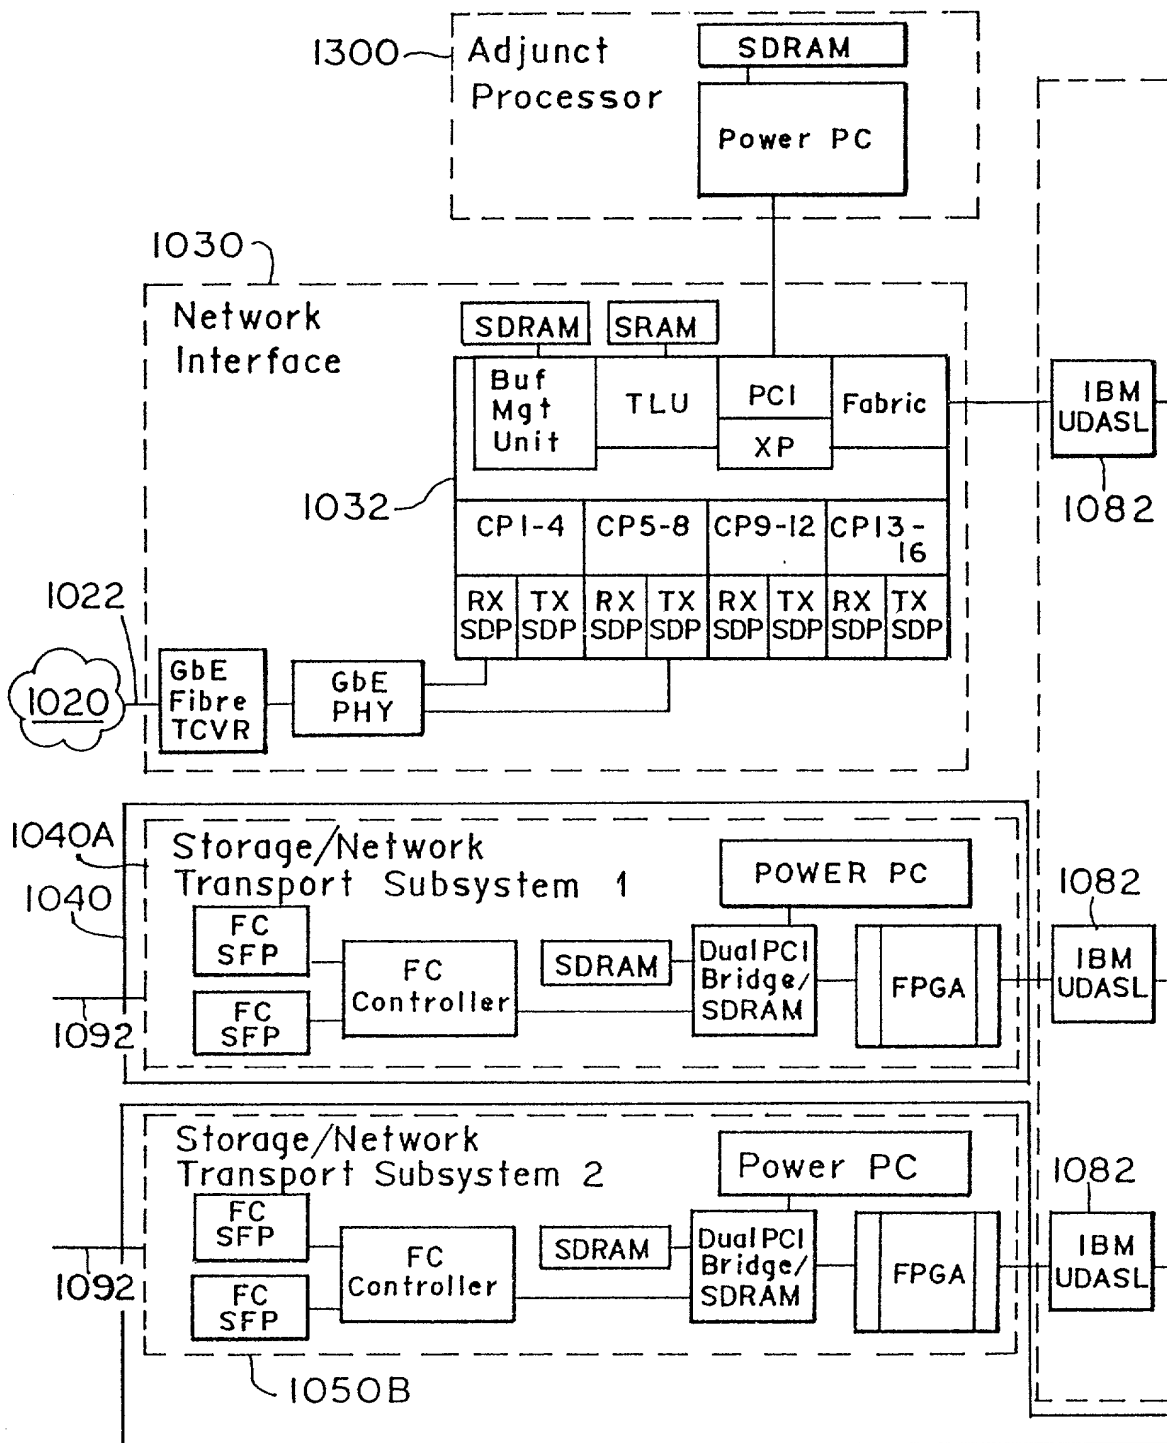 1300
Adjunct
Processor
SDRAM
Power PC
1030
Network
Interface
SDRAM
SRAM
Buf
Mgt
Unit
TLU
PCI
XP
Fabric
IBM
UDASL
1082
1032
CP1-4
CP5-8
CP9-12
CP13-
16
RX
SDP
TX
SDP
RX
SDP
TX
SDP
RX
SDP
TX
SDP
RX
SDP
TX
SDP
1022
1020
GbE
Fibre
TCVR
GbE
PHY
1040A
1040
Storage/Network
Transport Subsystem 1
POWER PC
FC
SFP
FC
SFP
FC
Controller
SDRAM
Dual PCI
Bridge/
SDRAM
FPGA
1082
IBM
UDASL
1092
Storage/Network
Transport Subsystem 2
Power PC
FC
SFP
FC
SFP
FC
Controller
SDRAM
Dual PCI
Bridge/
SDRAM
FPGA
1082
IBM
UDASL
1092
1050B